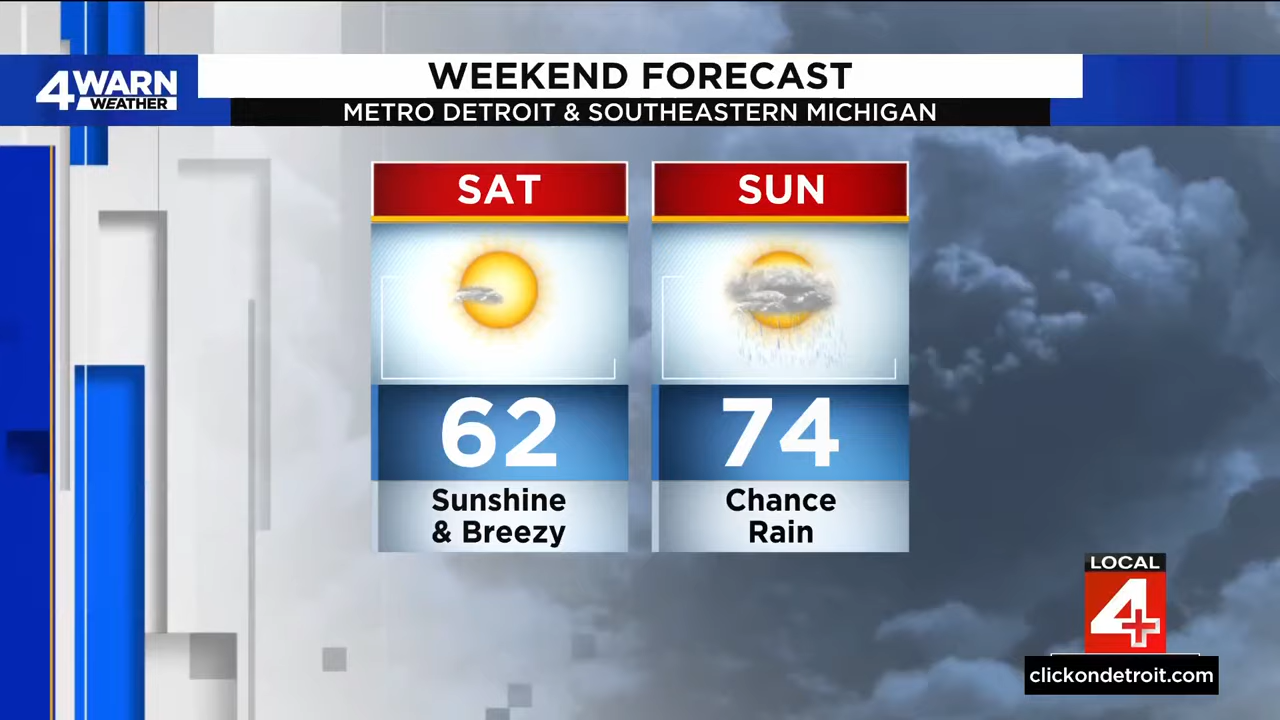 4WARN
WEATHER
WEEKEND FORECAST
METRO DETROIT & SOUTHEASTERN MICHIGAN
SAT
62
Sunshine
& Breezy
SUN
74
Chance
Rain
LOCAL
4+
clickondetroit.com